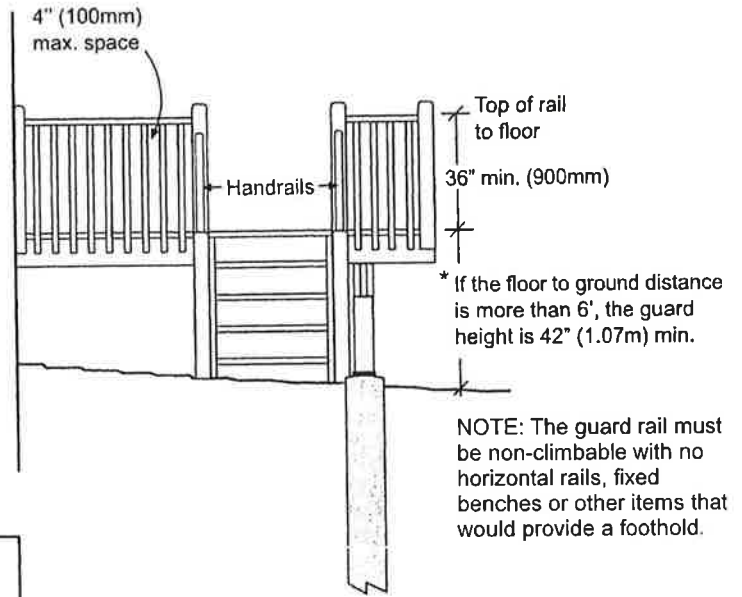 4" (100mm)
max. space
Top of rail
to floor
Handrails
36" min. (900mm)
* If the floor to ground distance
is more than 6', the guard
height is 42" (1.07m) min.
NOTE: The guard rail must
be non-climbable with no
horizontal rails, fixed
benches or other items that
would provide a foothold.